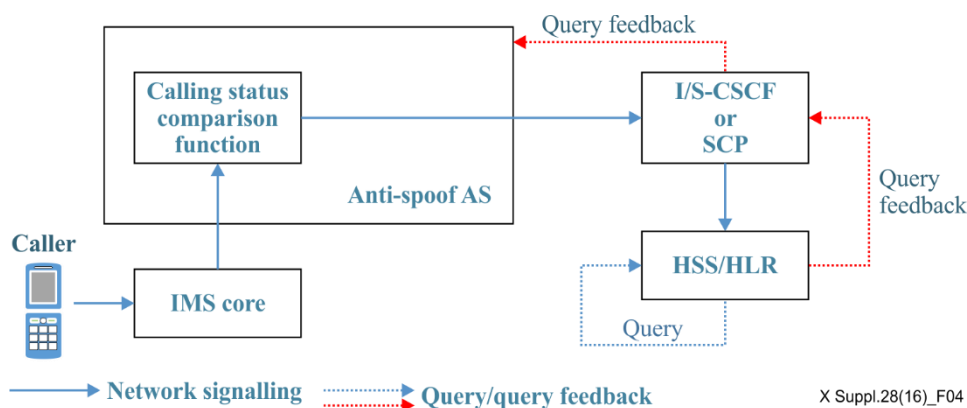 Query feedback
Calling status
comparison
function
I/S-CSCF
or
SCP
Anti-spoof AS
Query
feedback
Caller
IMS core
HSS/HLR
Query
Network signalling
Query/query feedback
X Suppl.28(16)_F04